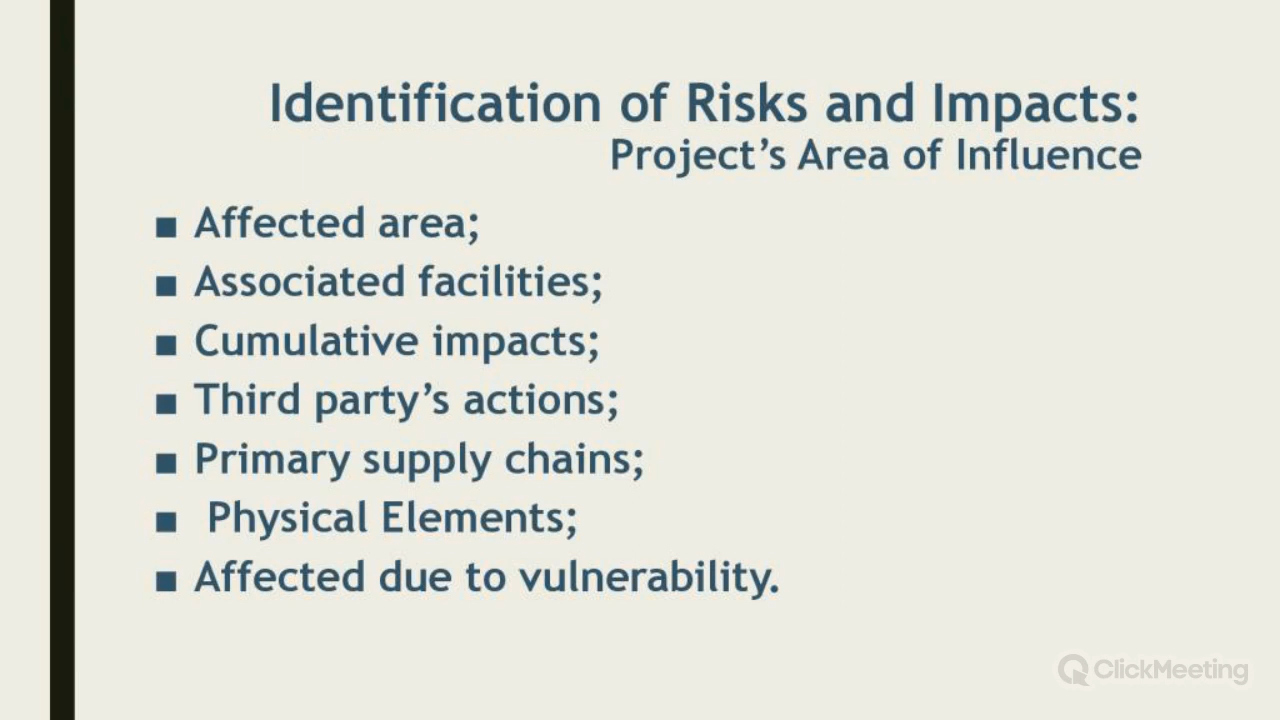 Identification of Risks and Impacts:
Project’s Area of Influence
■ Affected area;
■ Associated facilities;
■ Cumulative impacts;
■ Third party’s actions;
■ Primary supply chains;
■ Physical Elements;
■ Affected due to vulnerability.
ClickMeeting